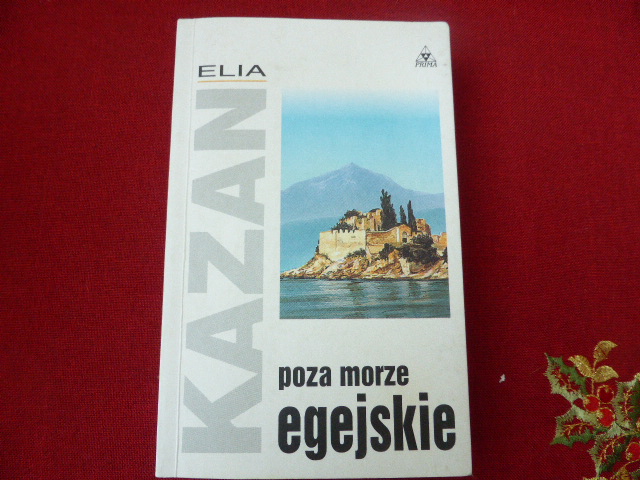 ELIA
KAZAN
PRIMA
poza morze
egejskie